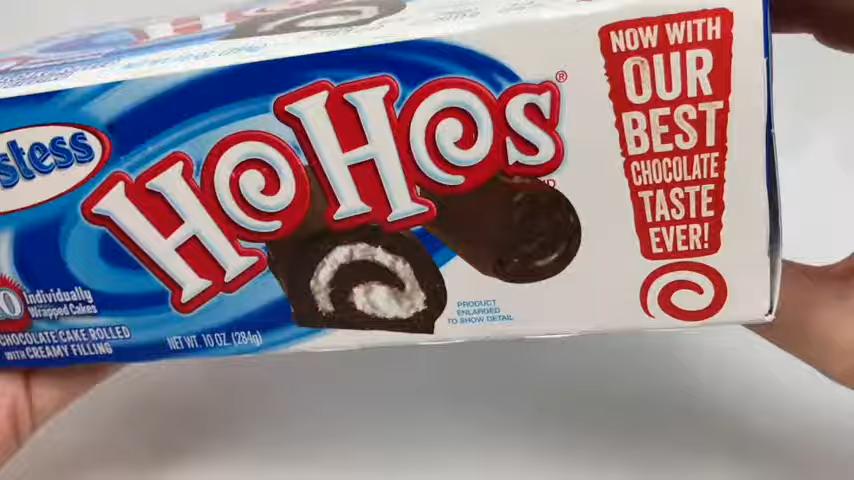 stess
HOHOS®
NOW WITH
OUR
BEST
CHOCOLATE
TASTE
EVER!
0 Individually
Wrapped Cakes
CHOCOLATE CAKE ROLLED
WITH CREAMY FILLING
NET WT. 10 OZ. (284g)
PRODUCT
ENLARGED
TO SHOW DETAIL